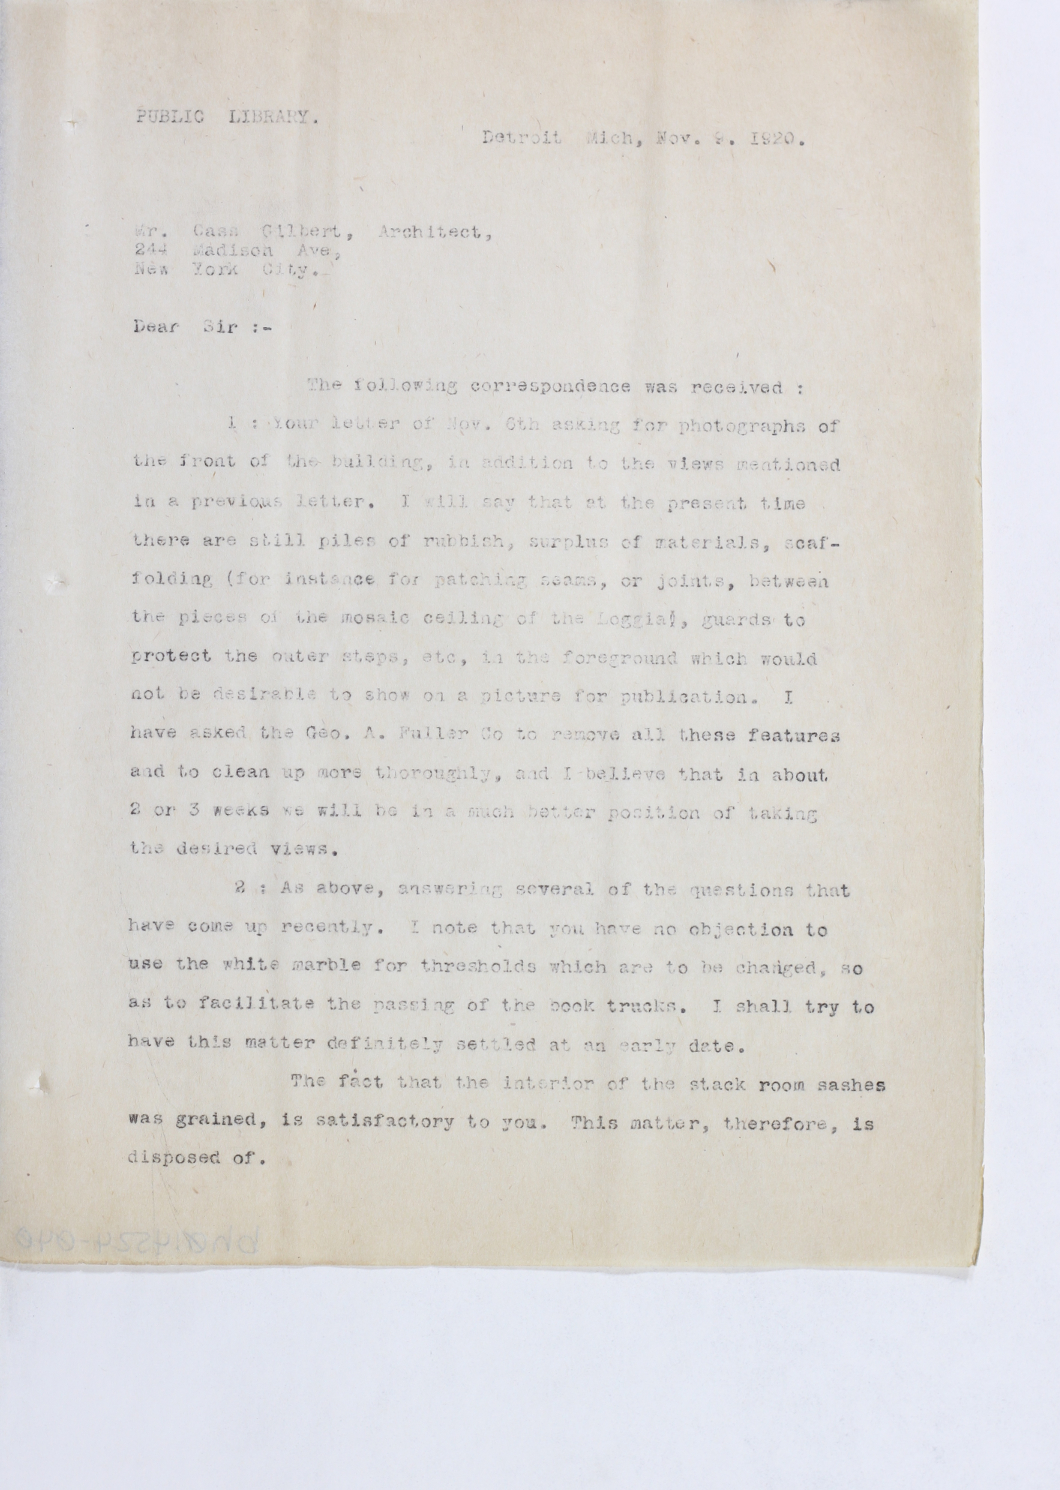 PUBLIC LIBRARY.
Detroit Mich, Nov. 9. 1920.
Mr. Cass Gilbert, Architect,
244 Madison Ave,
New York City.
Dear Sir :-
The following correspondence was received :
1 : Your letter of Nov. 6th asking for photographs of
the front of the building, in addition to the views mentioned
in a previous letter. I will say that at the present time
there are still piles of rubbish, surplus of materials, scaf-
folding (for instance for patching seams, or joints, between
the pieces of the mosaic ceiling of the Loggia), guards to
protect the outer steps, etc, in the foreground which would
not be desirable to show on a picture for publication. I
have asked the Geo. A. Fuller Co to remove all these features
and to clean up more thoroughly, and I believe that in about
2 or 3 weeks we will be in a much better position of taking
the desired views.
2 : As above, answering several of the questions that
have come up recently. I note that you have no objection to
use the white marble for thresholds which are to be changed, so
as to facilitate the passing of the book trucks. I shall try to
have this matter definitely settled at an early date.
The fact that the interior of the stack room sashes
was grained, is satisfactory to you. This matter, therefore, is
disposed of.